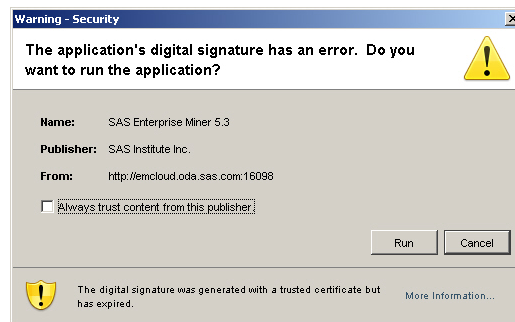 Warning - Security
The application's digital signature has an error. Do you
want to run the application?
Name: SAS Enterprise Miner 5.3
Publisher: SAS Institute Inc.
From: http://emcloud.oda.sas.com:16098
Always trust content from this publisher.
Run Cancel
The digital signature was generated with a trusted certificate but
has expired.
More Information...